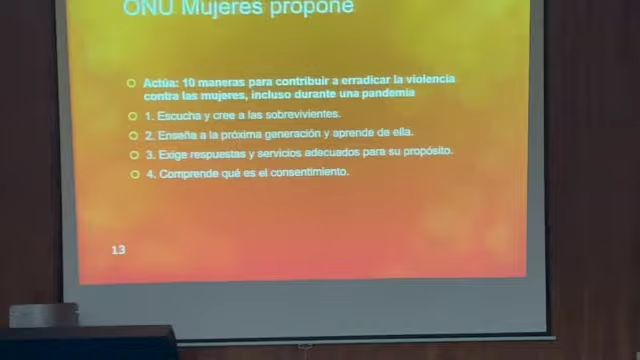 ONU Mujeres propone
Actúa: 10 maneras para contribuir a erradicar la violencia
contra las mujeres, incluso durante una pandemia
1. Escucha y cree a las sobrevivientes.
2. Enseña a la próxima generación y aprende de ella.
3. Exige respuestas y servicios adecuados para su propósito.
4. Comprende qué es el consentimiento.
13